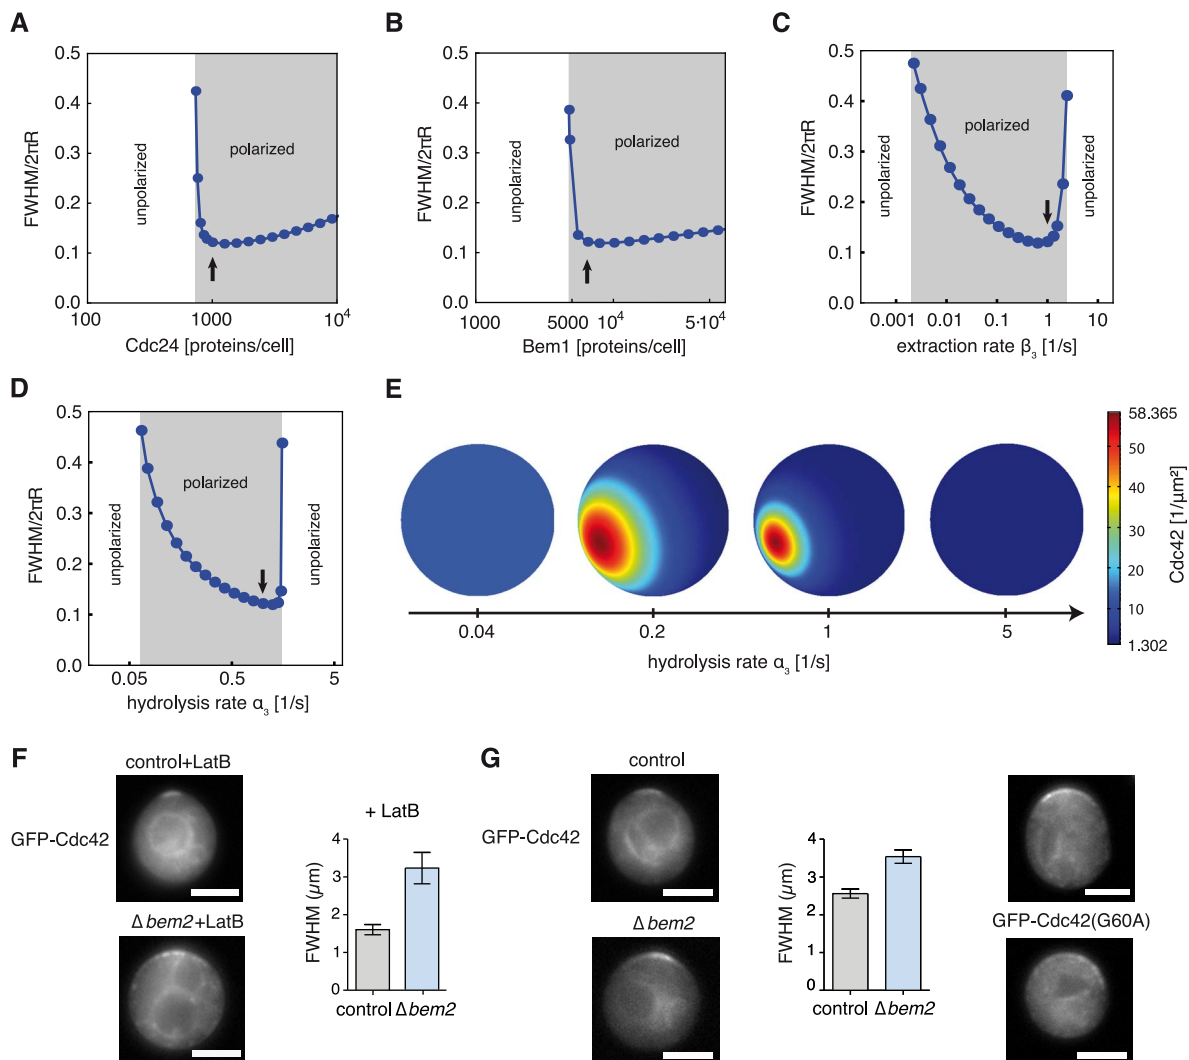 A
FWHM/2πR
0.5
0.4
0.3
0.2
0.1
0.0
unpolarized
polarized
100
1000
10⁴
Cdc24 [proteins/cell]
B
FWHM/2πR
0.5
0.4
0.3
0.2
0.1
0.0
unpolarized
polarized
1000
5000
10⁴
5·10⁴
Bem1 [proteins/cell]
C
FWHM/2πR
0.5
0.4
0.3
0.2
0.1
0.0
unpolarized
polarized
unpolarized
0.001
0.01
0.1
1
10
extraction rate β₃ [1/s]
D
FWHM/2πR
0.5
0.4
0.3
0.2
0.1
0.0
unpolarized
polarized
unpolarized
0.05
0.5
5
hydrolysis rate α₃ [1/s]
E
0.04
0.2
1
5
hydrolysis rate α₃ [1/s]
58.365
50
40
30
20
10
1.302
Cdc42 [1/µm²]
F
control+LatB
GFP-Cdc42
Δbem2+LatB
+ LatB
FWHM (µm)
4
3
2
1
0
control Δbem2
G
control
GFP-Cdc42
Δbem2
FWHM (µm)
4
3
2
1
0
control Δbem2
GFP-Cdc42(G60A)